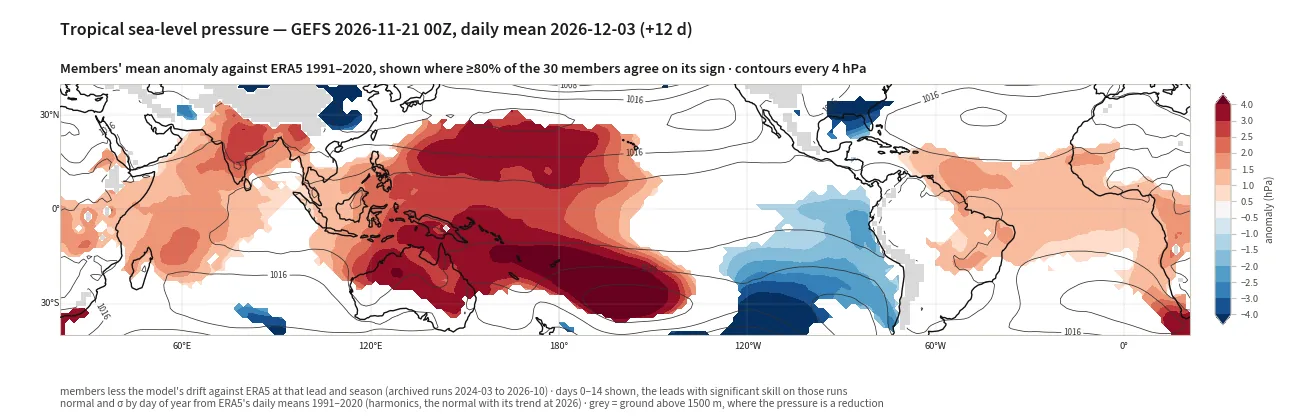 Tropical sea-level pressure — GEFS 2026-11-21 00Z, daily mean 2026-12-03 (+12 d)
Members' mean anomaly against ERA5 1991–2020, shown where ≥80% of the 30 members agree on its sign · contours every 4 hPa
1008
1016
1016
1016
1016
1016
1016
1016
30°N
0°
30°S
60°E
120°E
180°
120°W
60°W
0°
4.0
3.0
2.5
2.0
1.5
1.0
0.5
−0.5
−1.0
−1.5
−2.0
−2.5
−3.0
−4.0
anomaly (hPa)
members less the model's drift against ERA5 at that lead and season (archived runs 2024-03 to 2026-10) · days 0–14 shown, the leads with significant skill on those runs
normal and σ by day of year from ERA5's daily means 1991–2020 (harmonics, the normal with its trend at 2026) · grey = ground above 1500 m, where the pressure is a reduction